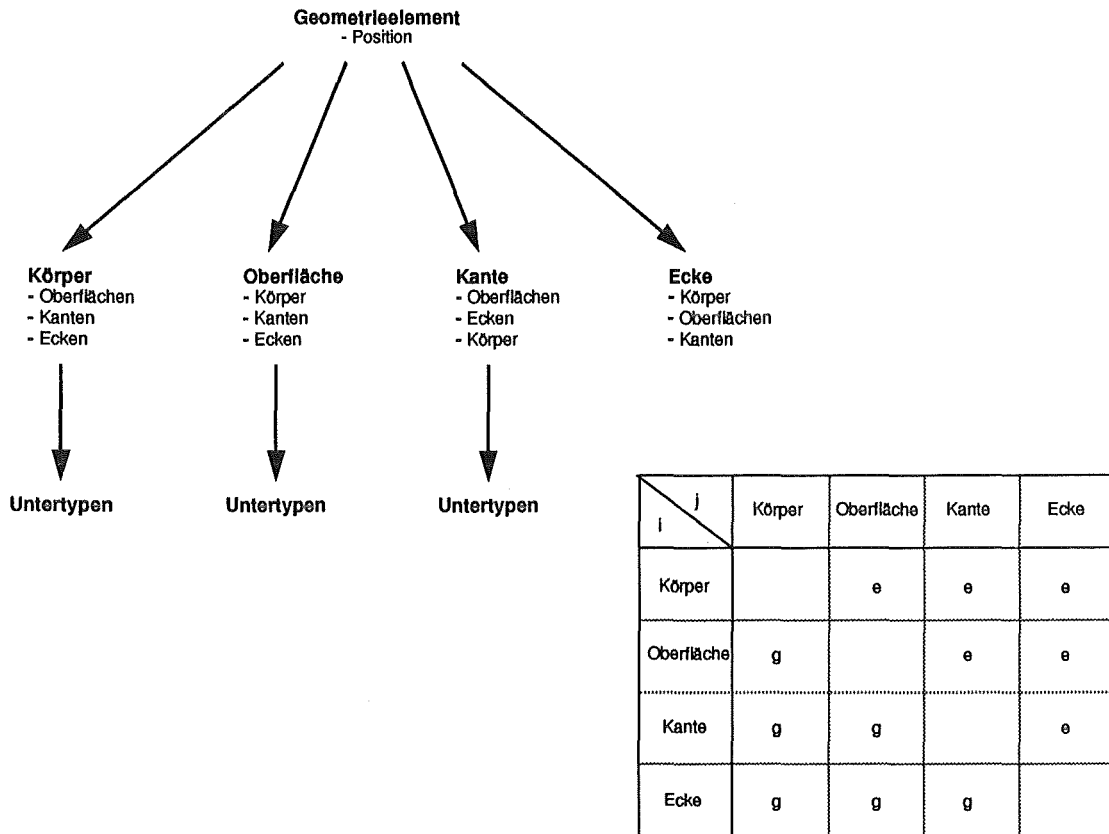 Geometrieelement
- Position
Körper
- Oberflächen
- Kanten
- Ecken
Oberfläche
- Körper
- Kanten
- Ecken
Kante
- Oberflächen
- Ecken
- Körper
Ecke
- Körper
- Oberflächen
- Kanten
Untertypen
Untertypen
Untertypen
i j Körper Oberfläche Kante Ecke
Körper e e e
Oberfläche g e e
Kante g g e
Ecke g g g